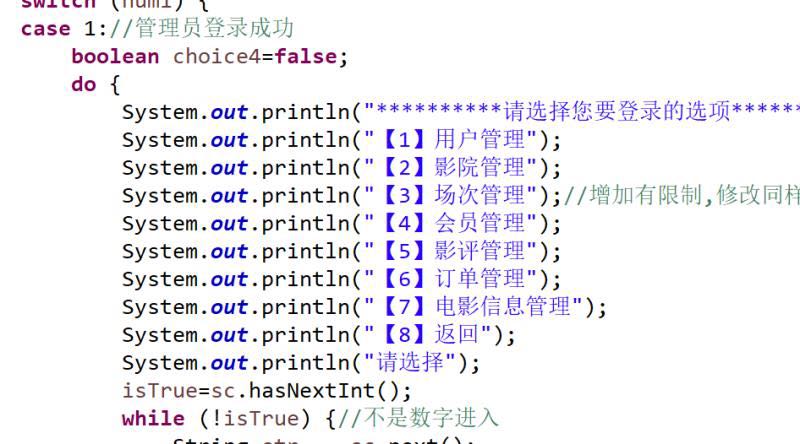 switch (num1) {
case 1://管理员登录成功
boolean choice4=false;
do {
System.out.println("**********请选择您要登录的选项******
System.out.println("【1】用户管理");
System.out.println("【2】影院管理");
System.out.println("【3】场次管理");//增加有限制,修改同样
System.out.println("【4】会员管理");
System.out.println("【5】影评管理");
System.out.println("【6】订单管理");
System.out.println("【7】电影信息管理");
System.out.println("【8】返回");
System.out.println("请选择");
isTrue=sc.hasNextInt();
while (!isTrue) {//不是数字进入
String str = sc.next();